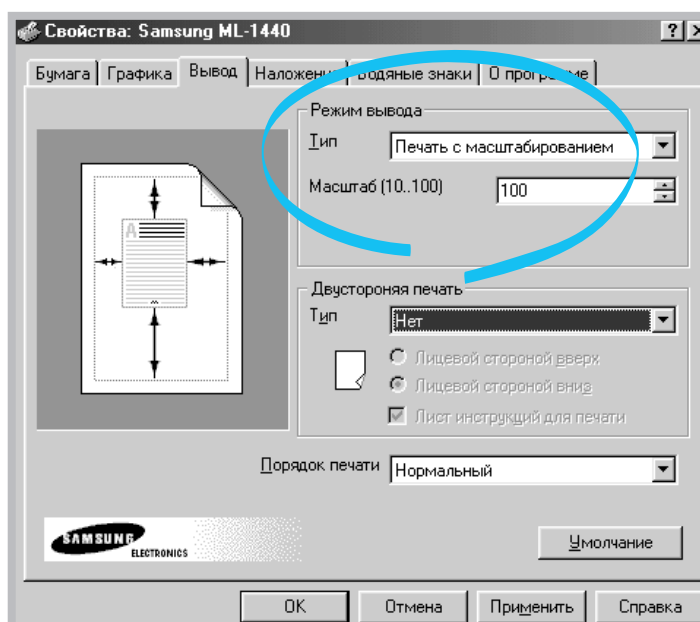 Свойства: Samsung ML-1440
? x
Бумага Графика Вывод Наложение Водяные знаки О программе
Режим вывода
Тип Печать с масштабированием
Масштаб (10..100) 100
A
Двустороняя печать
Тип Нет
Лицевой стороной вверх
Лицевой стороной вниз
Лист инструкций для печати
Порядок печати Нормальный
SAMSUNG
ELECTRONICS
Умолчание
OK Отмена Применить Справка